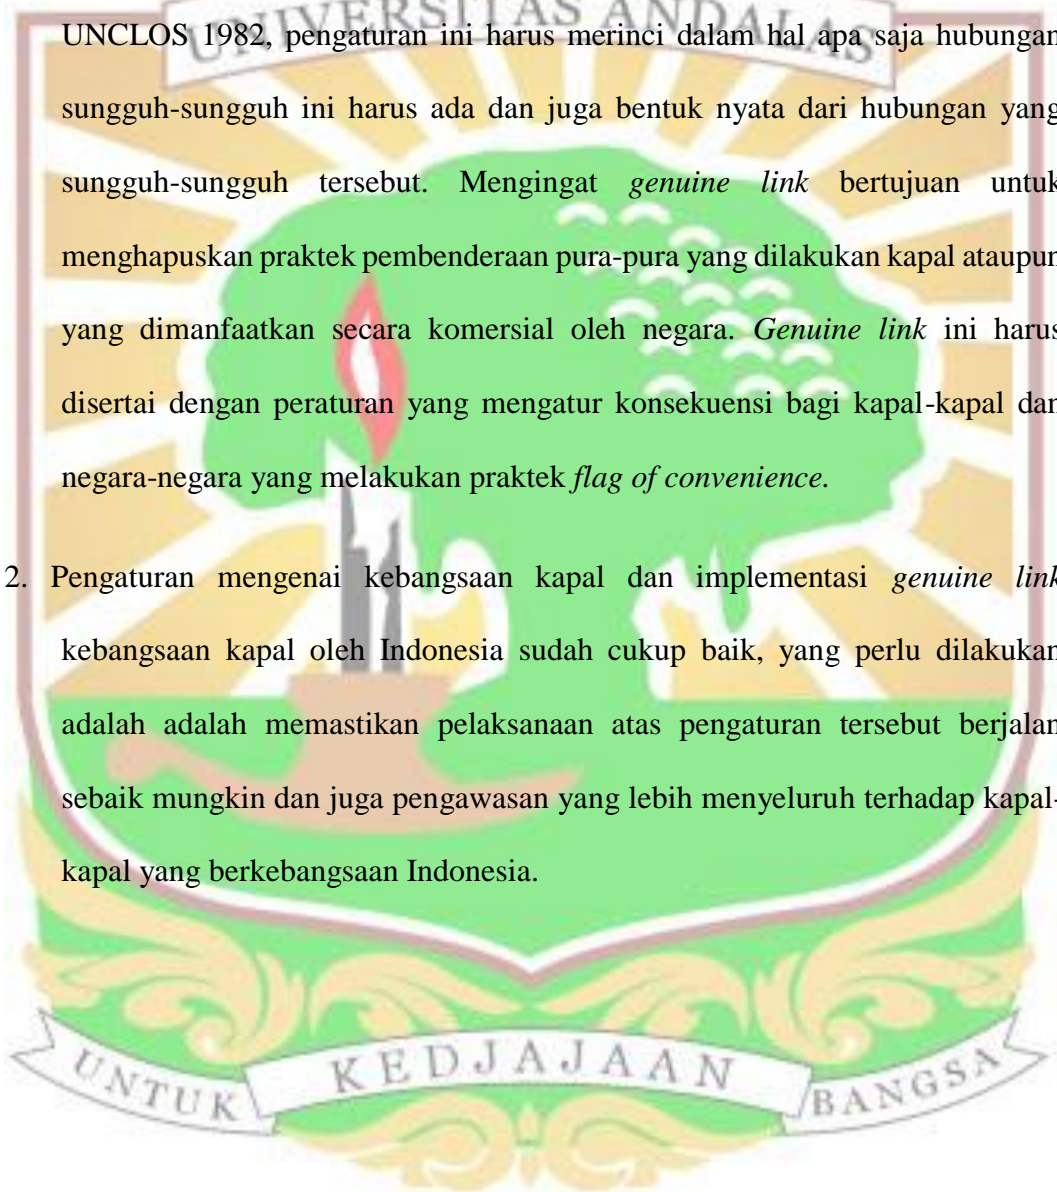 UNIVERSITAS ANDALAS
UNCLOS 1982, pengaturan ini harus merinci dalam hal apa saja hubungan
sungguh-sungguh ini harus ada dan juga bentuk nyata dari hubungan yang
sungguh-sungguh tersebut. Mengingat genuine link bertujuan untuk
menghapuskan praktek pembenderaan pura-pura yang dilakukan kapal ataupun
yang dimanfaatkan secara komersial oleh negara. Genuine link ini harus
disertai dengan peraturan yang mengatur konsekuensi bagi kapal-kapal dan
negara-negara yang melakukan praktek flag of convenience.
2. Pengaturan mengenai kebangsaan kapal dan implementasi genuine link
kebangsaan kapal oleh Indonesia sudah cukup baik, yang perlu dilakukan
adalah adalah memastikan pelaksanaan atas pengaturan tersebut berjalan
sebaik mungkin dan juga pengawasan yang lebih menyeluruh terhadap kapal-
kapal yang berkebangsaan Indonesia.
UNTUK KEDJAJAAN BANGSA